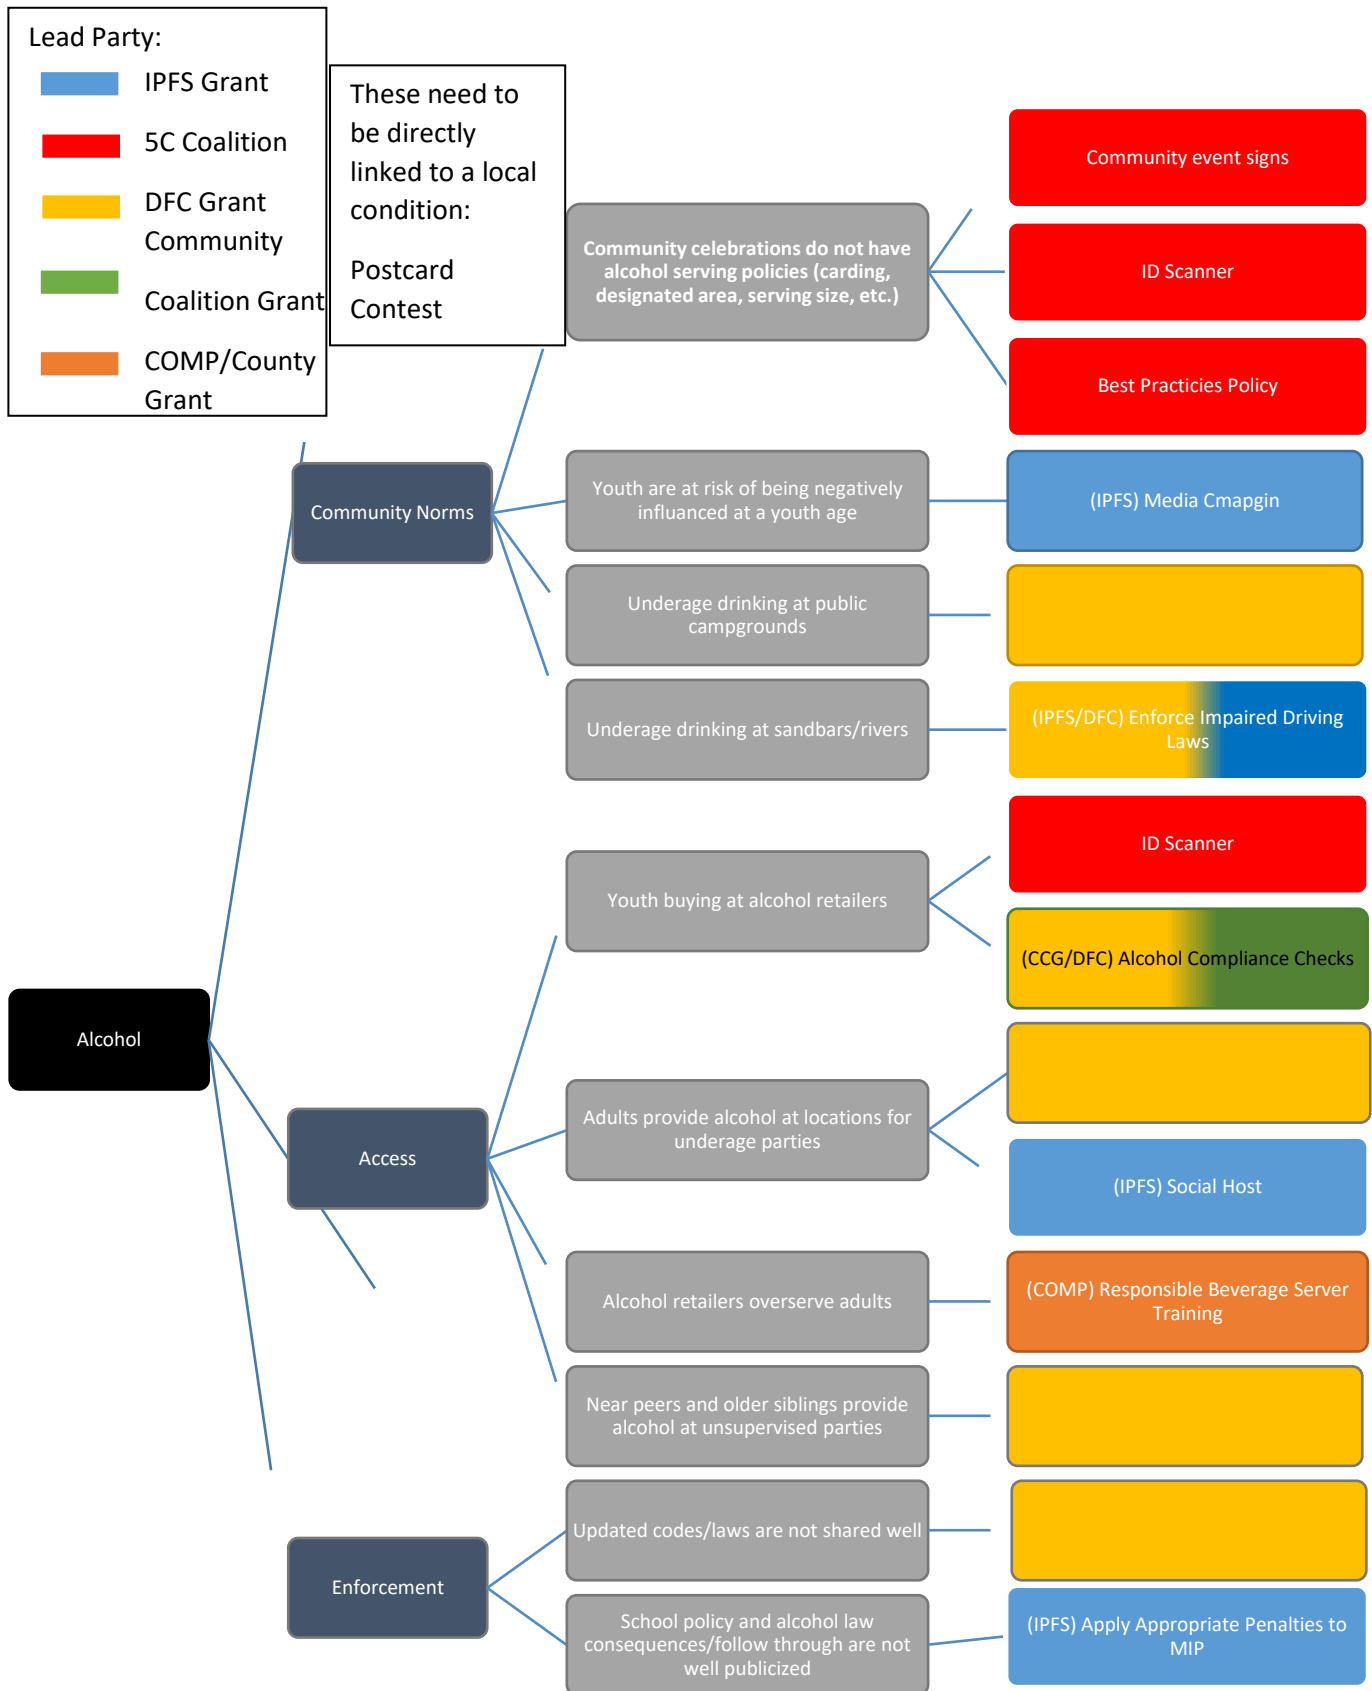 Lead Party:
IPFS Grant
5C Coalition
DFC Grant
Community
Coalition Grant
COMP/County
Grant
These need to
be directly
linked to a local
condition:
Postcard
Contest
Community event signs
Community celebrations do not have
alcohol serving policies (carding,
designated area, serving size, etc.)
ID Scanner
Best Practicies Policy
Community Norms
Youth are at risk of being negatively
influanced at a youth age
(IPFS) Media Cmapgin
Underage drinking at public
campgrounds
Underage drinking at sandbars/rivers
(IPFS/DFC) Enforce Impaired Driving
Laws
ID Scanner
Youth buying at alcohol retailers
(CCG/DFC) Alcohol Compliance Checks
Alcohol
Access
Adults provide alcohol at locations for
underage parties
(IPFS) Social Host
Alcohol retailers overserve adults
(COMP) Responsible Beverage Server
Training
Near peers and older siblings provide
alcohol at unsupervised parties
Updated codes/laws are not shared well
Enforcement
School policy and alcohol law
consequences/follow through are not
well publicized
(IPFS) Apply Appropriate Penalties to
MIP